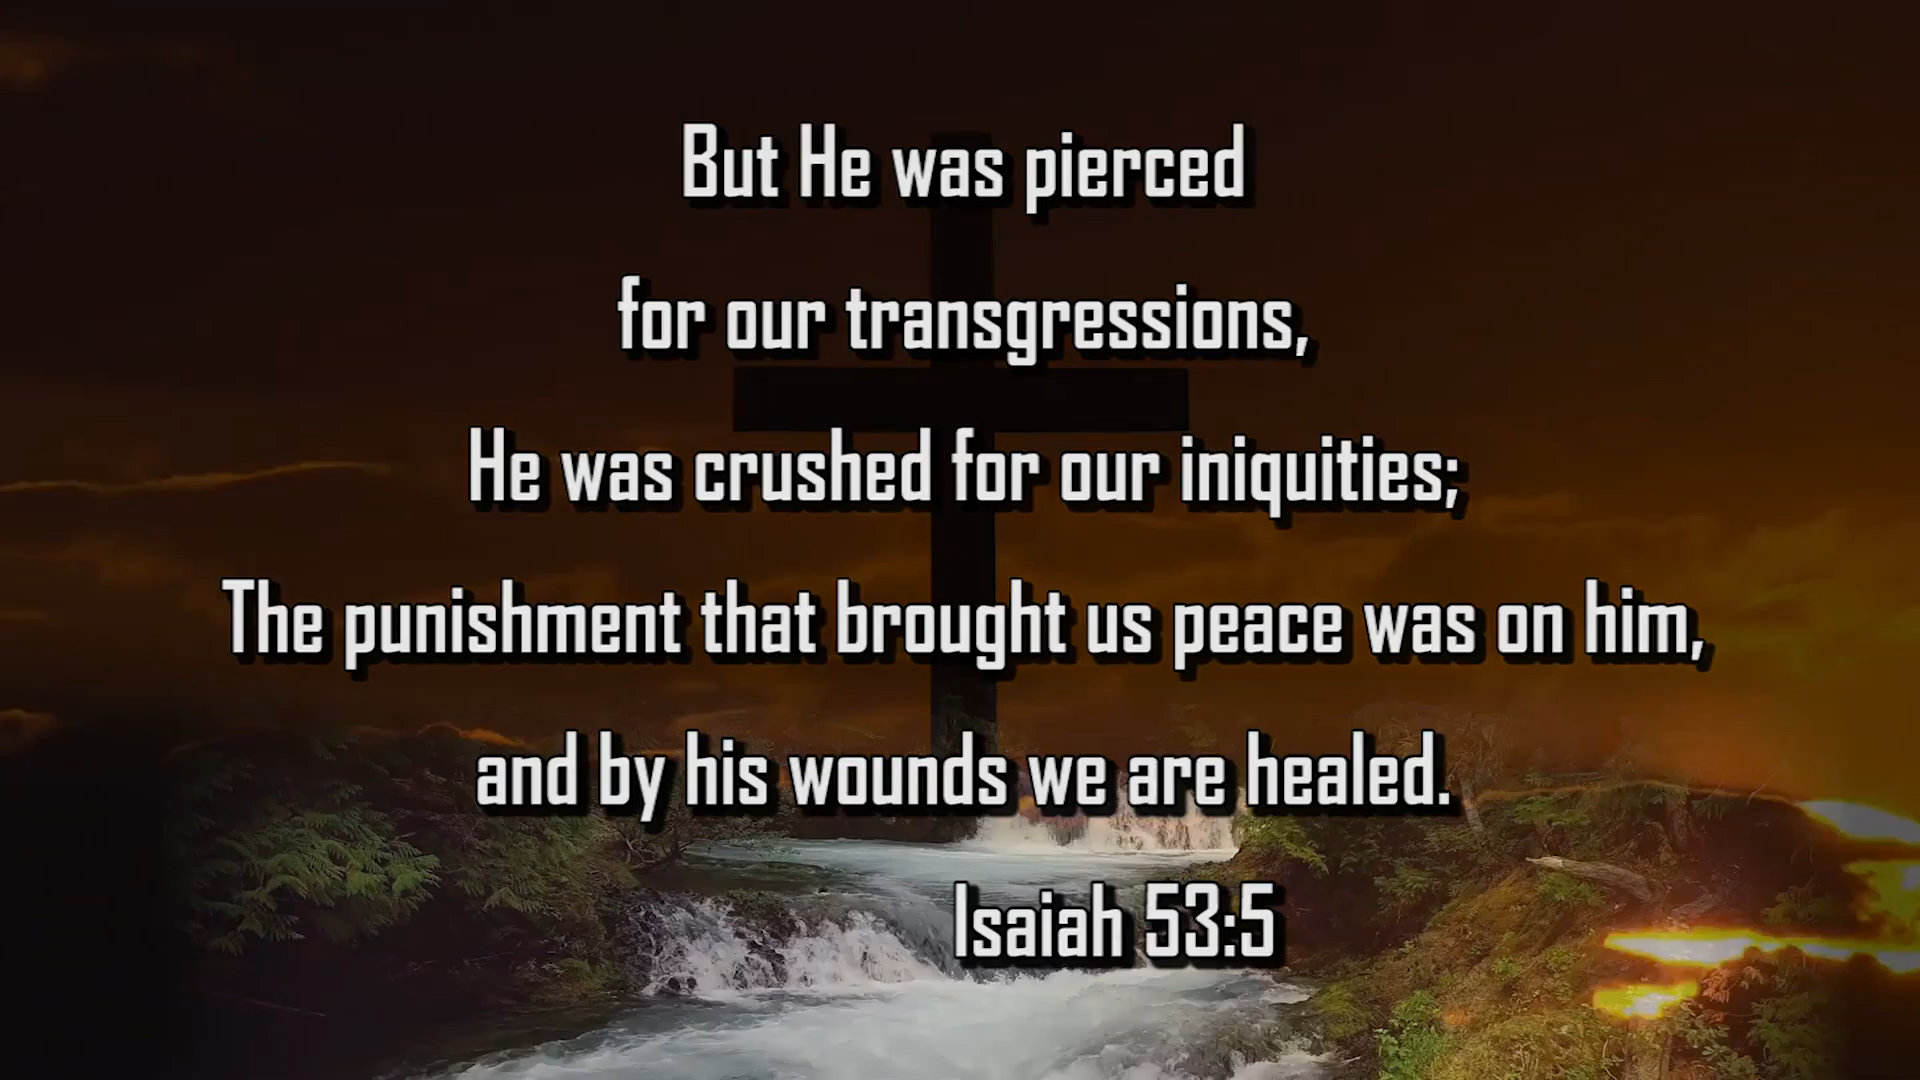 But He was pierced
for our transgressions,
He was crushed for our iniquities;
The punishment that brought us peace was on him,
and by his wounds we are healed.
Isaiah 53:5